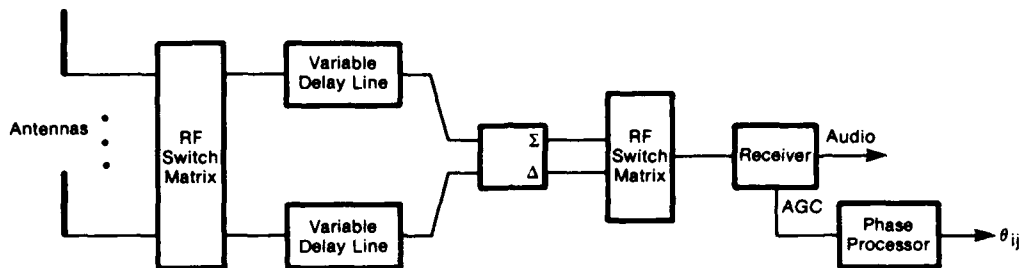 Antennas
RF
Switch
Matrix
Variable
Delay Line
Variable
Delay Line
Σ
Δ
RF
Switch
Matrix
Receiver
Audio
AGC
Phase
Processor
θij